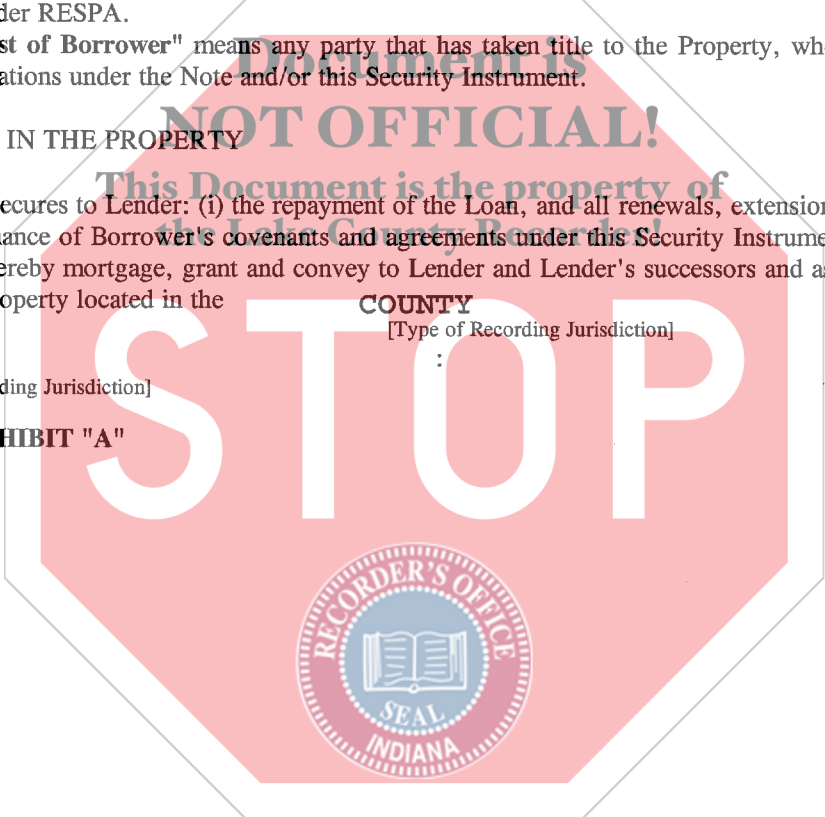 der RESPA.
st of Borrower" means any party that has taken title to the Property, wh
ations under the Note and/or this Security Instrument.
Document is
NOT OFFICIAL!
This Document is the property of
the Lake County Recorder!
IN THE PROPERTY
ecures to Lender: (i) the repayment of the Loan, and all renewals, extension
ance of Borrower's covenants and agreements under this Security Instrume
ereby mortgage, grant and convey to Lender and Lender's successors and as
operty located in the COUNTY
[Type of Recording Jurisdiction]
:
ding Jurisdiction]
HIBIT "A"
STOP
RECORDER'S OFFICE
SEAL
INDIANA